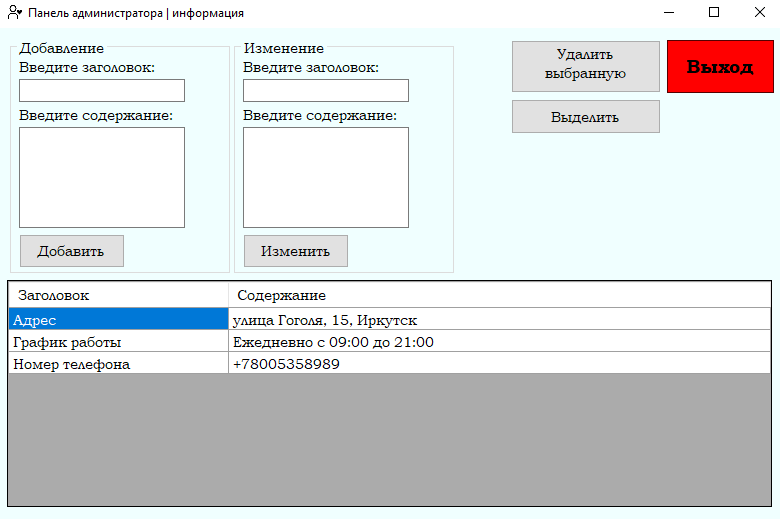 Панель администратора | информация
Добавление
Введите заголовок:
Введите содержание:
Добавить
Изменение
Введите заголовок:
Введите содержание:
Изменить
Удалить
выбранную
Выделить
Выход
Заголовок Содержание
Адрес улица Гоголя, 15, Иркутск
График работы Ежедневно с 09:00 до 21:00
Номер телефона +78005358989